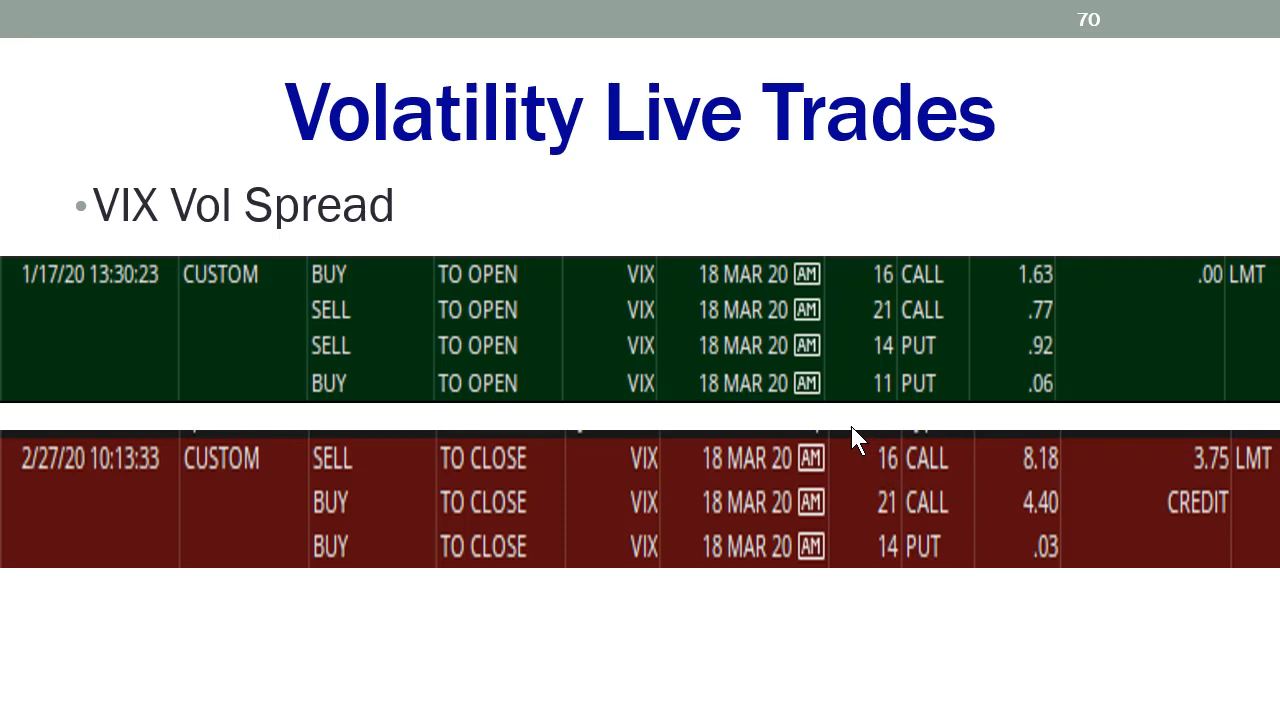 70
Volatility Live Trades
•VIX Vol Spread
1/17/20 13:30:23 CUSTOM BUY TO OPEN VIX 18 MAR 20 AM 16 CALL 1.63 .00 LMT
SELL TO OPEN VIX 18 MAR 20 AM 21 CALL .77
SELL TO OPEN VIX 18 MAR 20 AM 14 PUT .92
BUY TO OPEN VIX 18 MAR 20 AM 11 PUT .06
2/27/20 10:13:33 CUSTOM SELL TO CLOSE VIX 18 MAR 20 AM 16 CALL 8.18 3.75 LMT
BUY TO CLOSE VIX 18 MAR 20 AM 21 CALL 4.40 CREDIT
BUY TO CLOSE VIX 18 MAR 20 AM 14 PUT .03